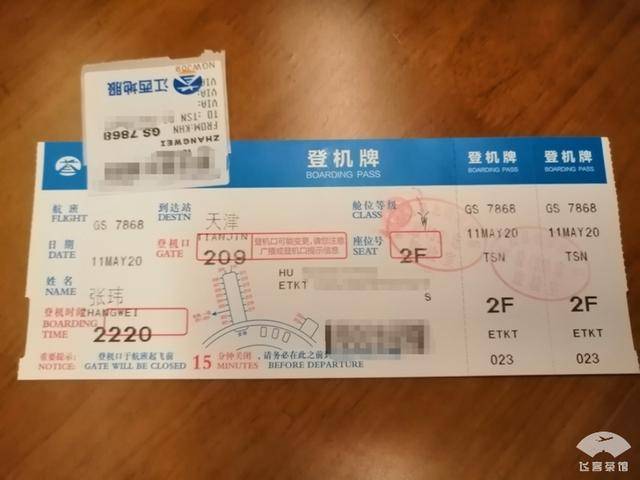 NGWJ09
江西地服
VIA:
VIA:
VIA:
TO :TSN
FROM:KHN
GS 7868
ZHANGWEI
登机牌
BOARDING PASS
登机牌
BOARDING PASS
登机牌
BOARDING PASS
航班
FLIGHT
GS 7868
到达站
DESTN
天津
TIANJIN
舱位等级
CLASS
Y
日期
DATE
11MAY20
登机口
GATE
209
登机口可能变更,请您注意
广播或登机口提示信息
座位号
SEAT
2F
姓名
NAME
张玮
ZHANGWEI
HU
ETKT
S
登机时间
BOARDING
TIME
2220
重要提示:
NOTICE:
登机口于航班起飞前
GATE WILL BE CLOSED
15
分钟关闭
MINUTES
,请务必在此之前到
BEFORE DEPARTURE
GS 7868
11MAY20
TSN
2F
ETKT
023
GS 7868
11MAY20
TSN
2F
ETKT
023
飞客茶馆